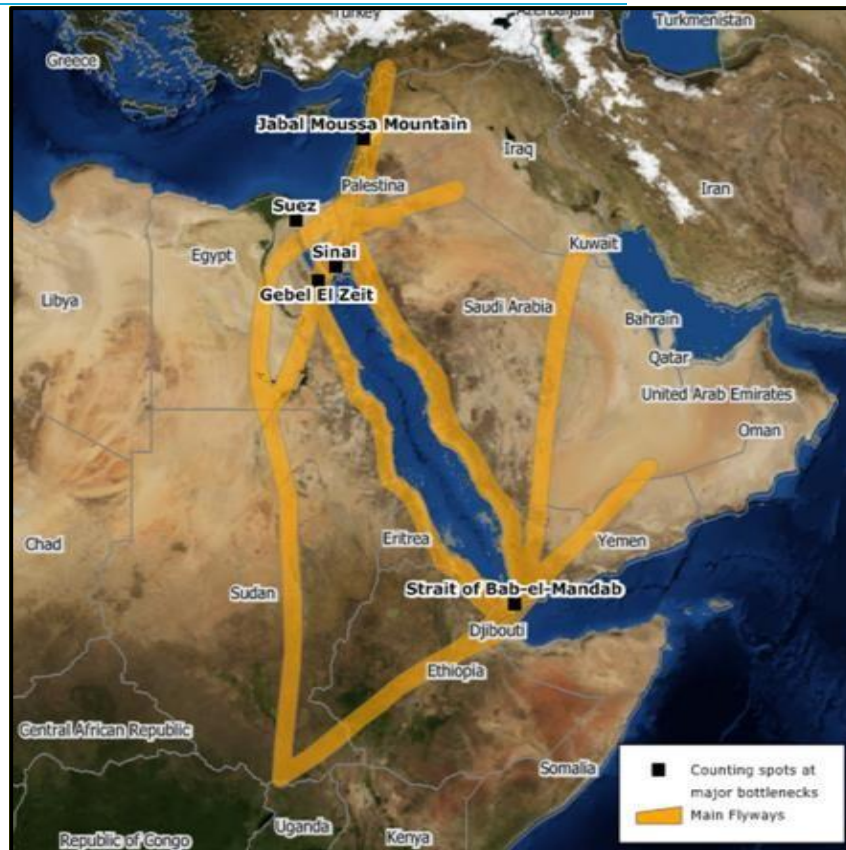 Turkey
Azerbaijan
Turkmenistan
Greece
Jabal Moussa Mountain
Iraq
Iran
Palestina
Suez
Egypt
Sinai
Kuwait
Gebel El Zeit
Libya
Saudi Arabia
Bahrain
Qatar
United Arab Emirates
Oman
Chad
Eritrea
Yemen
Sudan
Strait of Bab-el-Mandab
Djibouti
Ethiopia
Central African Republic
Somalia
Uganda
Kenya
Republic of Congo
Counting spots at
major bottlenecks
Main Flyways